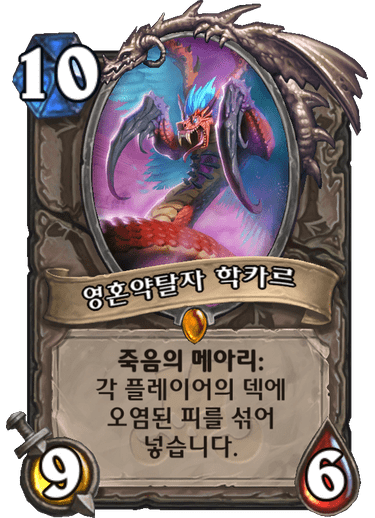 10
영혼약탈자 학카르
죽음의 메아리:
각 플레이어의 덱에
오염된 피를 섞어
넣습니다.
9
6